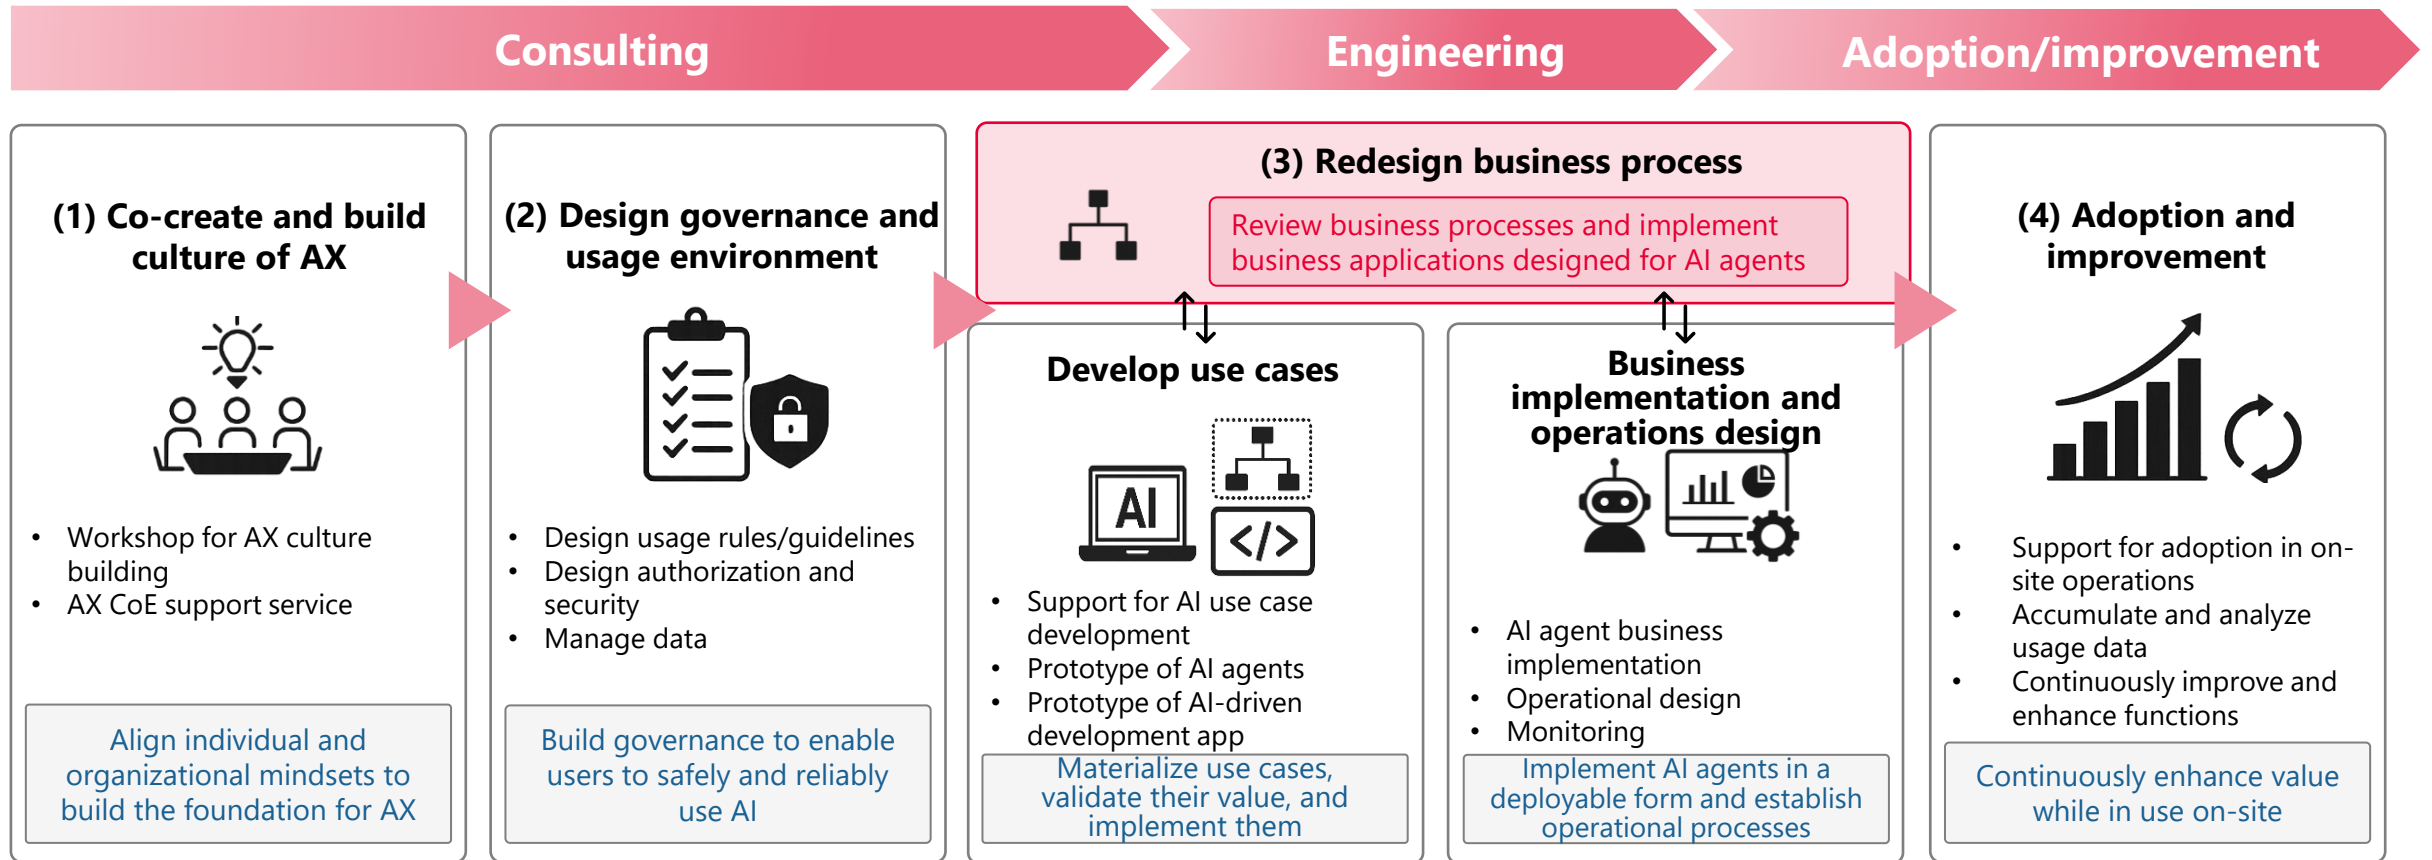 Consulting
Engineering
Adoption/improvement
(1) Co-create and build
culture of AX
• Workshop for AX culture
building
• AX CoE support service
Align individual and
organizational mindsets to
build the foundation for AX
(2) Design governance and
usage environment
• Design usage rules/guidelines
• Design authorization and
security
• Manage data
Build governance to enable
users to safely and reliably
use AI
(3) Redesign business process
Review business processes and implement
business applications designed for AI agents
Develop use cases
AI
</>
• Support for AI use case
development
• Prototype of AI agents
• Prototype of AI-driven
development app
Materialize use cases,
validate their value, and
implement them
Business
implementation and
operations design
• AI agent business
implementation
• Operational design
• Monitoring
Implement AI agents in a
deployable form and establish
operational processes
(4) Adoption and
improvement
• Support for adoption in on-
site operations
• Accumulate and analyze
usage data
• Continuously improve and
enhance functions
Continuously enhance value
while in use on-site